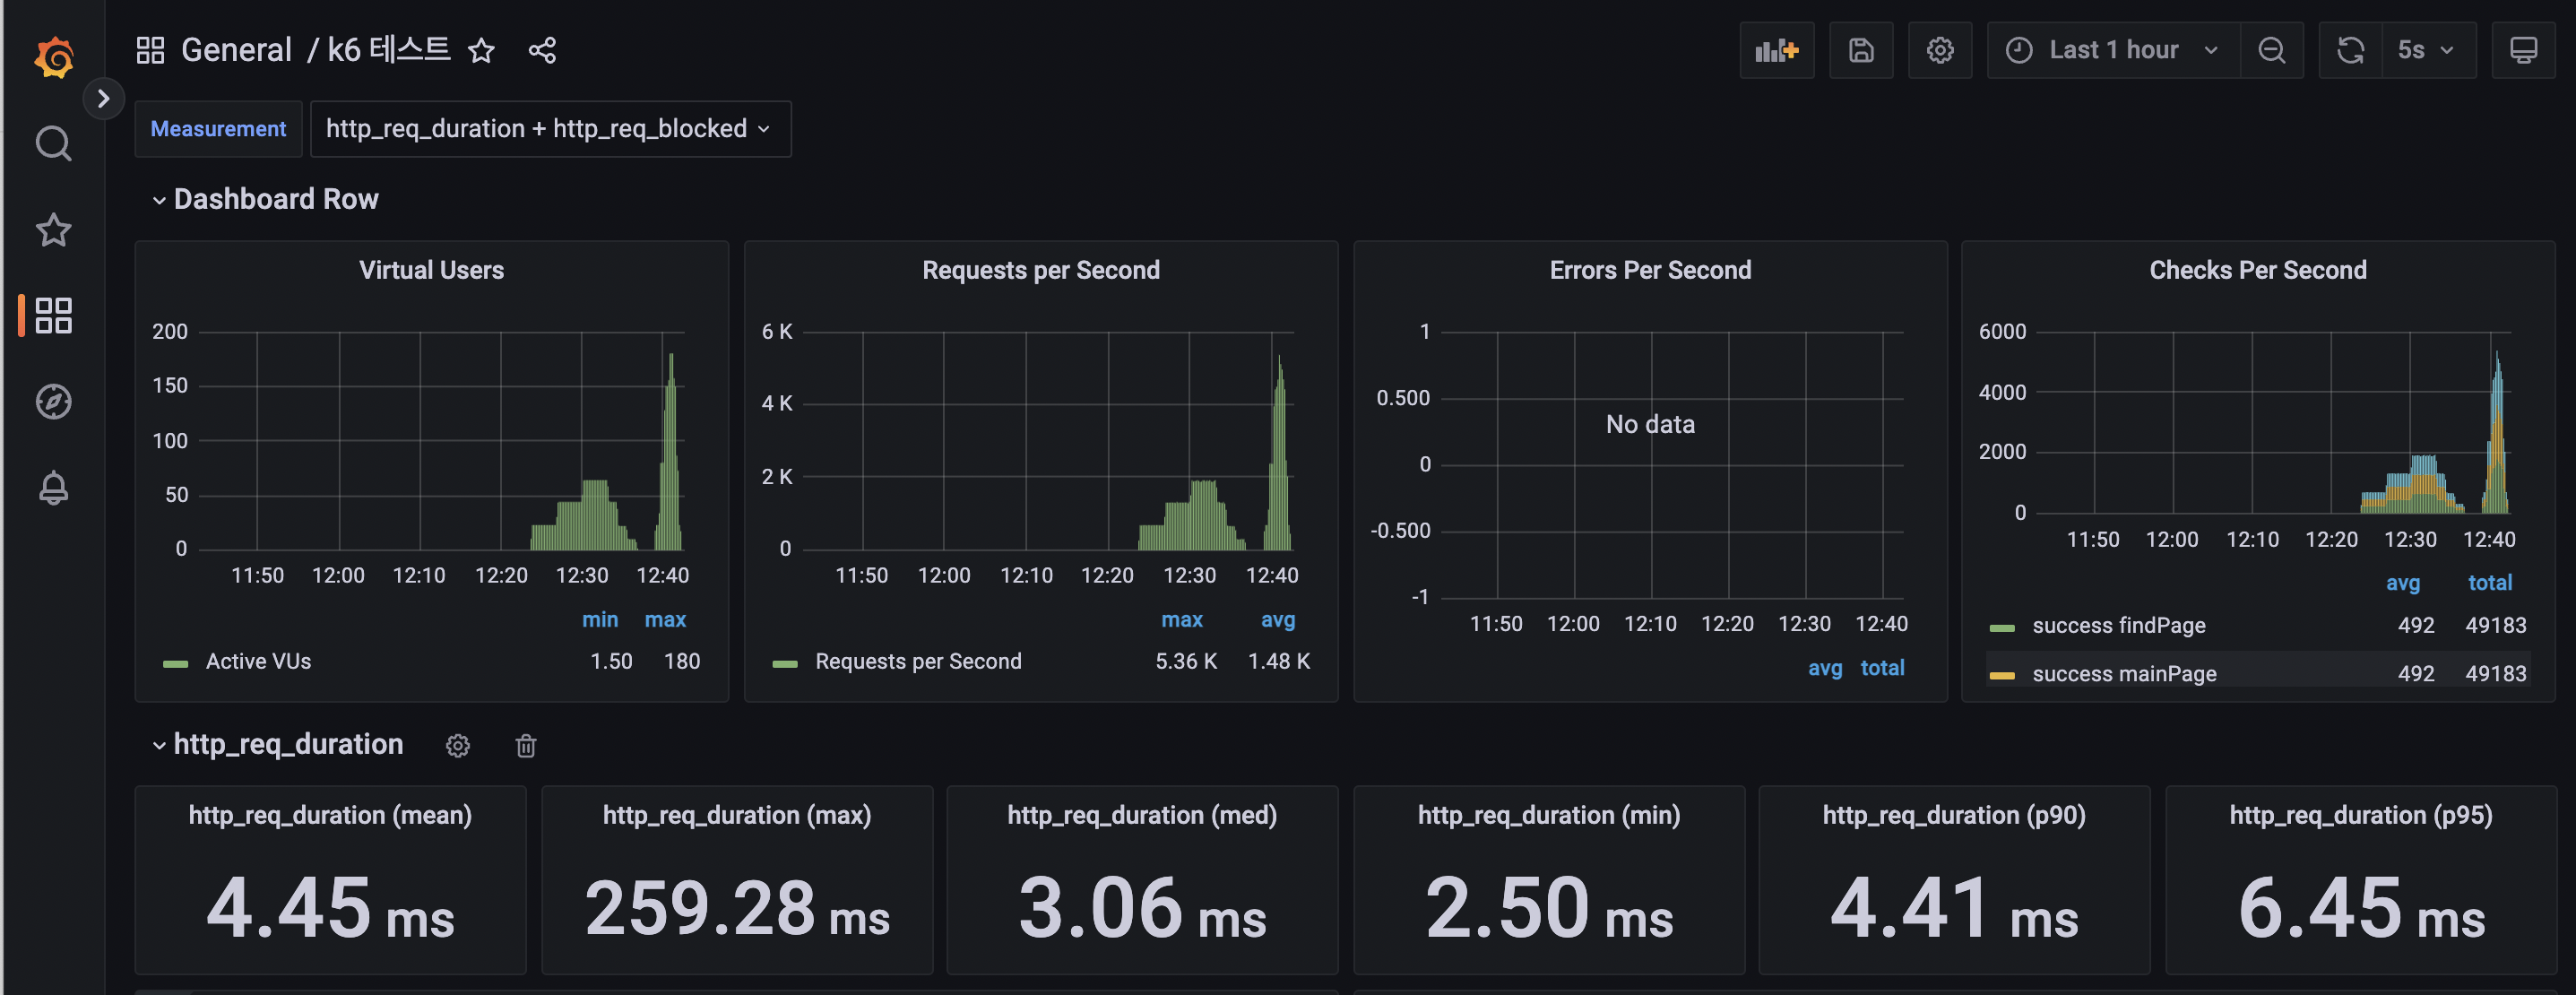 General / k6 테스트
Last 1 hour
5s
Measurement
http_req_duration + http_req_blocked
Dashboard Row
Virtual Users
200
150
100
50
0
11:50 12:00 12:10 12:20 12:30 12:40
min max
Active VUs 1.50 180
Requests per Second
6 K
4 K
2 K
0
11:50 12:00 12:10 12:20 12:30 12:40
max avg
Requests per Second 5.36 K 1.48 K
Errors Per Second
1
0.500
0
-0.500
-1
No data
11:50 12:00 12:10 12:20 12:30 12:40
avg total
Checks Per Second
6000
4000
2000
0
11:50 12:00 12:10 12:20 12:30 12:40
avg total
success findPage 492 49183
success mainPage 492 49183
http_req_duration
http_req_duration (mean)
4.45 ms
http_req_duration (max)
259.28 ms
http_req_duration (med)
3.06 ms
http_req_duration (min)
2.50 ms
http_req_duration (p90)
4.41 ms
http_req_duration (p95)
6.45 ms